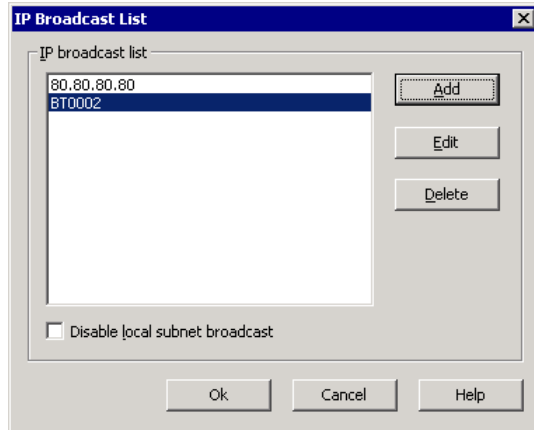 IP Broadcast List
IP broadcast list
80.80.80.80
BT0002
Add
Edit
Delete
Disable local subnet broadcast
Ok
Cancel
Help